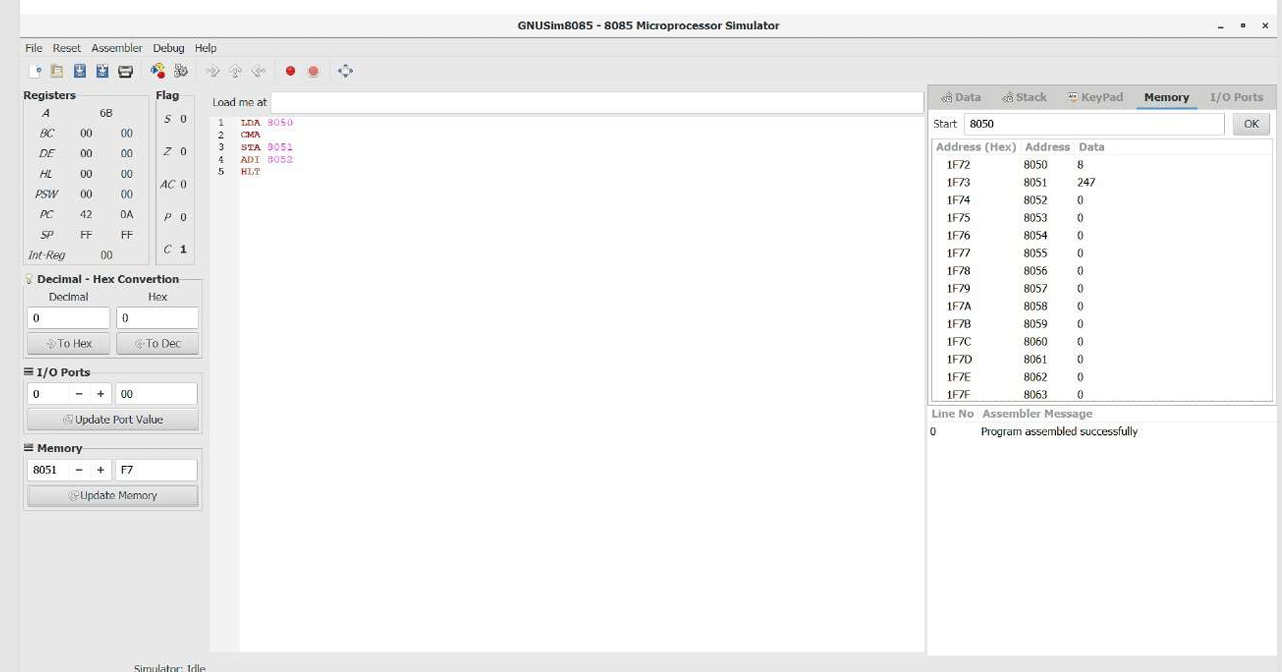 GNUSim8085 - 8085 Microprocessor Simulator
File Reset Assembler Debug Help
Registers
A 6B
BC 00 00
DE 00 00
HL 00 00
PSW 00 00
PC 42 0A
SP FF FF
Int-Reg 00
Flag
S 0
Z 0
AC 0
P 0
C 1
Decimal - Hex Convertion
Decimal Hex
0 0
To Hex To Dec
I/O Ports
0 - + 00
Update Port Value
Memory
8051 - + F7
Update Memory
Load me at
1 LDA 8050
2 CMA
3 STA 8051
4 ADI 8052
5 HLT
Data Stack KeyPad Memory I/O Ports
Start 8050 OK
Address (Hex) Address Data
1F72 8050 8
1F73 8051 247
1F74 8052 0
1F75 8053 0
1F76 8054 0
1F77 8055 0
1F78 8056 0
1F79 8057 0
1F7A 8058 0
1F7B 8059 0
1F7C 8060 0
1F7D 8061 0
1F7E 8062 0
1F7F 8063 0
Line No Assembler Message
0 Program assembled successfully
Simulator: Idle